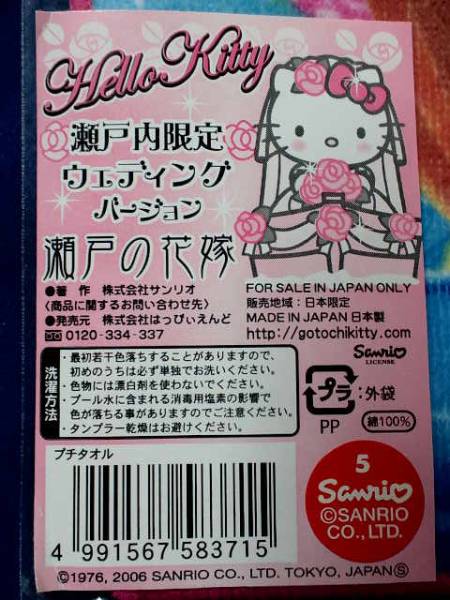 Hello Kitty
瀬戸内限定
ウェディング
バージョン
瀬戸の花嫁
●著 作 株式会社サンリオ
〈商品に関するお問い合わせ先〉
●発売元 株式会社はっぴぃえんど
☎0120-334-337
FOR SALE IN JAPAN ONLY
販売地域:日本限定
MADE IN JAPAN 日本製
http://gotochikitty.com
Sanrio
LICENSE
洗濯方法
・最初若干色落ちすることがありますので、
初めのうちは必ず単独でお洗いください。
・色物には漂白剤を使わないでください。
・プール水に含まれる消毒用塩素の影響で
色が落ちる事がありますのでご注意ください。
・タンブラー乾燥はお避けください。
プラ:外袋
PP
綿100%
プチタオル
4 991567 583715
5
Sanrio
©SANRIO
CO., LTD.
©1976, 2006 SANRIO CO., LTD. TOKYO, JAPAN Ⓢ